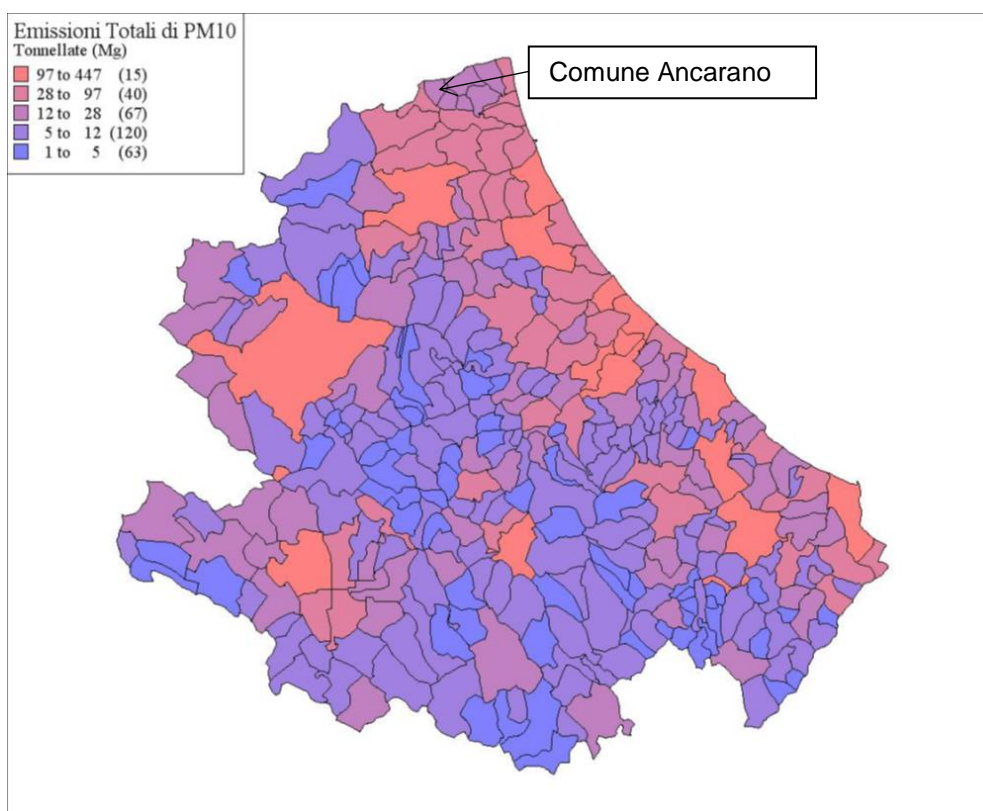 Emissioni Totali di PM10
Tonnellate (Mg)
97 to 447 (15)
28 to 97 (40)
12 to 28 (67)
5 to 12 (120)
1 to 5 (63)
Comune Ancarano